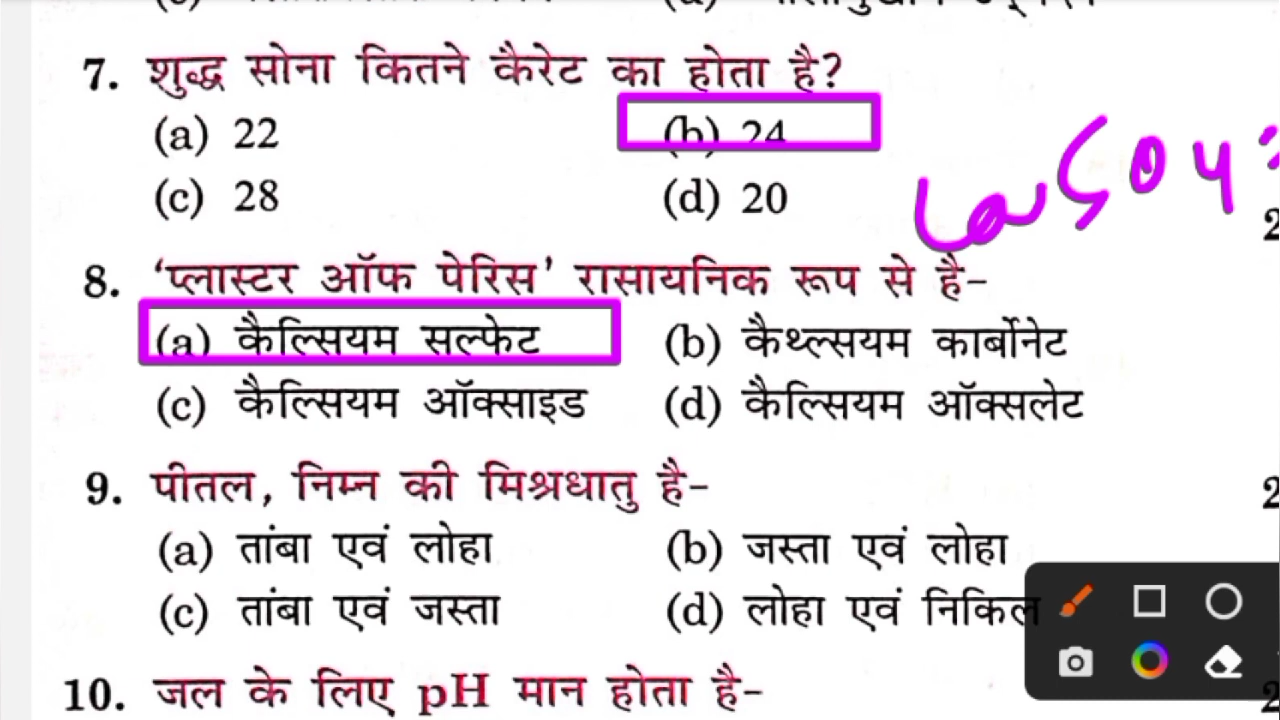 7. शुद्ध सोना कितने कैरेट का होता है?
(a) 22 (b) 24
(c) 28 (d) 20
8. 'प्लास्टर ऑफ पेरिस' रासायनिक रूप से है-
(a) कैल्सियम सल्फेट (b) कैथ्ल्सयम कार्बोनेट
(c) कैल्सियम ऑक्साइड (d) कैल्सियम ऑक्सलेट
9. पीतल, निम्न की मिश्रधातु है-
(a) तांबा एवं लोहा (b) जस्ता एवं लोहा
(c) तांबा एवं जस्ता (d) लोहा एवं निकिल
10. जल के लिए pH मान होता है-